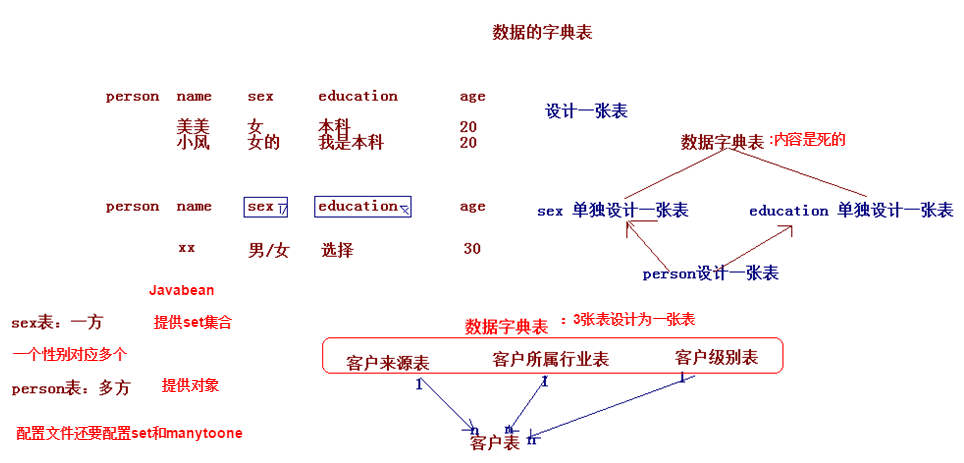 数据的字典表
person name sex education age
美美 女 本科 20
小风 女的 我是本科 20
设计一张表
数据字典表 :内容是死的
person name sex education age
sex 单独设计一张表 education 单独设计一张表
xx 男/女 选择 30
person设计一张表
Javabean
sex表：一方 提供set集合
数据字典表 ：3张表设计为一张表
一个性别对应多个
客户来源表 客户所属行业表 客户级别表
1 1 1
person表：多方 提供对象
配置文件还要配置set和manytoone
n n n
客户表